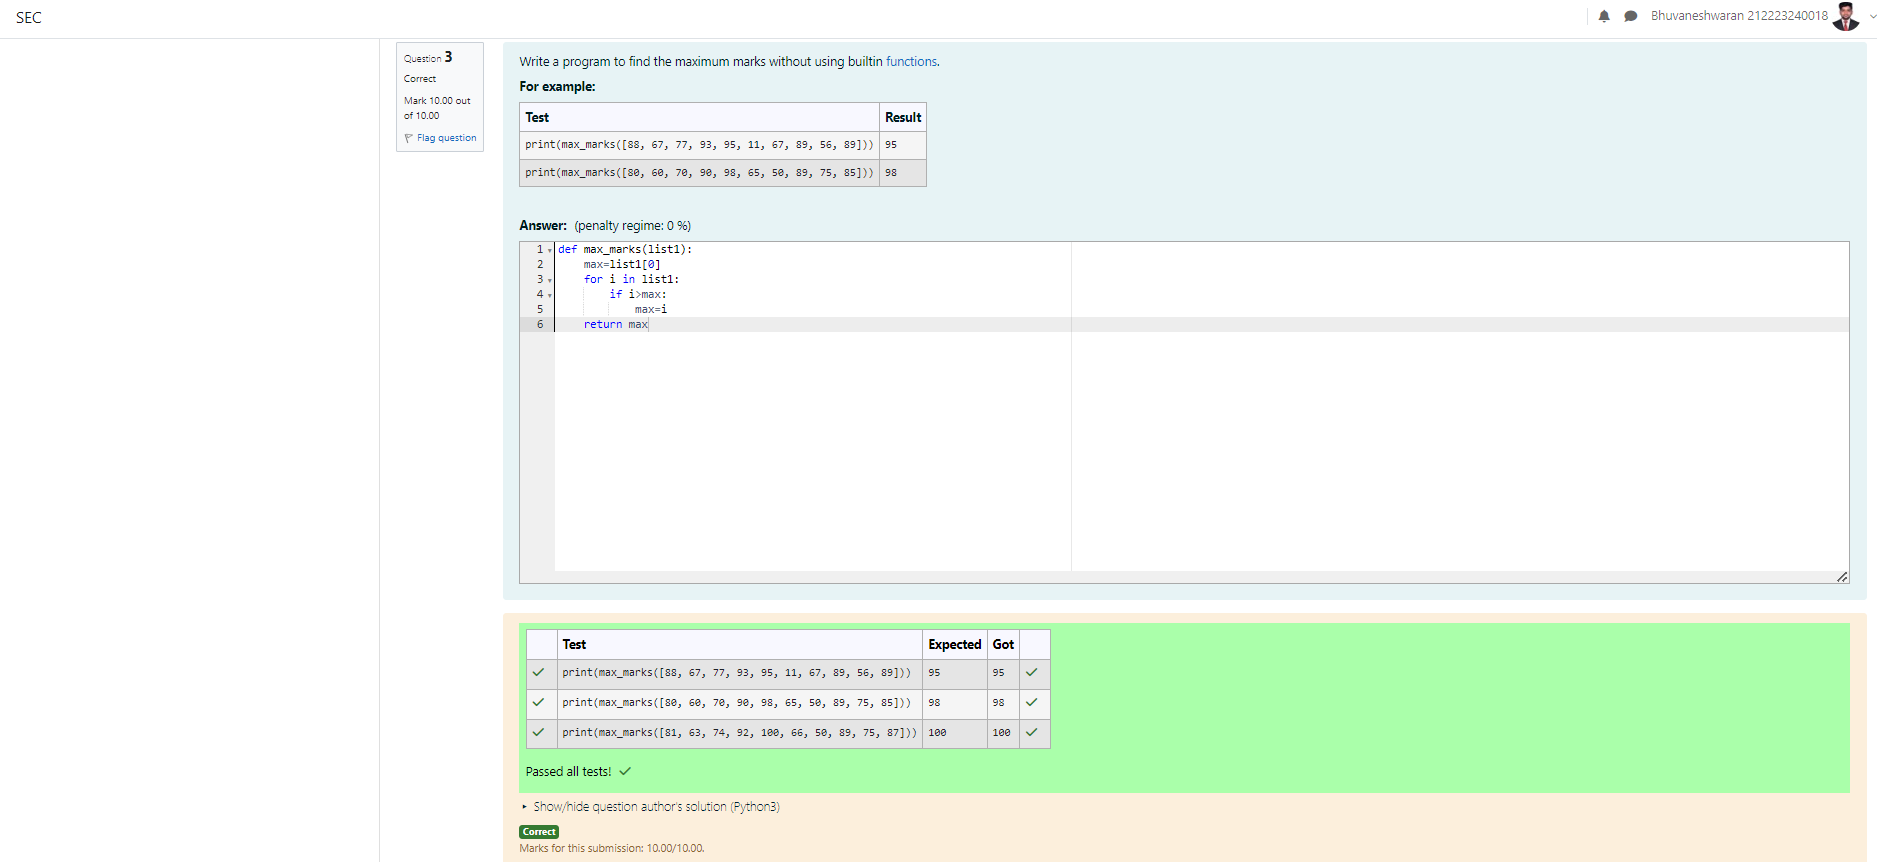 SEC
Bhuvaneshwaran 212223240018
Question 3
Correct
Mark 10.00 out
of 10.00
Flag question
Write a program to find the maximum marks without using builtin functions.
For example:
Test Result
print(max_marks([88, 67, 77, 93, 95, 11, 67, 89, 56, 89])) 95
print(max_marks([80, 60, 70, 90, 98, 65, 50, 89, 75, 85])) 98
Answer: (penalty regime: 0 %)
1 def max_marks(list1):
2 max=list1[0]
3 for i in list1:
4 if i>max:
5 max=i
6 return max
Test Expected Got
print(max_marks([88, 67, 77, 93, 95, 11, 67, 89, 56, 89])) 95 95
print(max_marks([80, 60, 70, 90, 98, 65, 50, 89, 75, 85])) 98 98
print(max_marks([81, 63, 74, 92, 100, 66, 50, 89, 75, 87])) 100 100
Passed all tests!
Show/hide question author's solution (Python3)
Correct
Marks for this submission: 10.00/10.00.